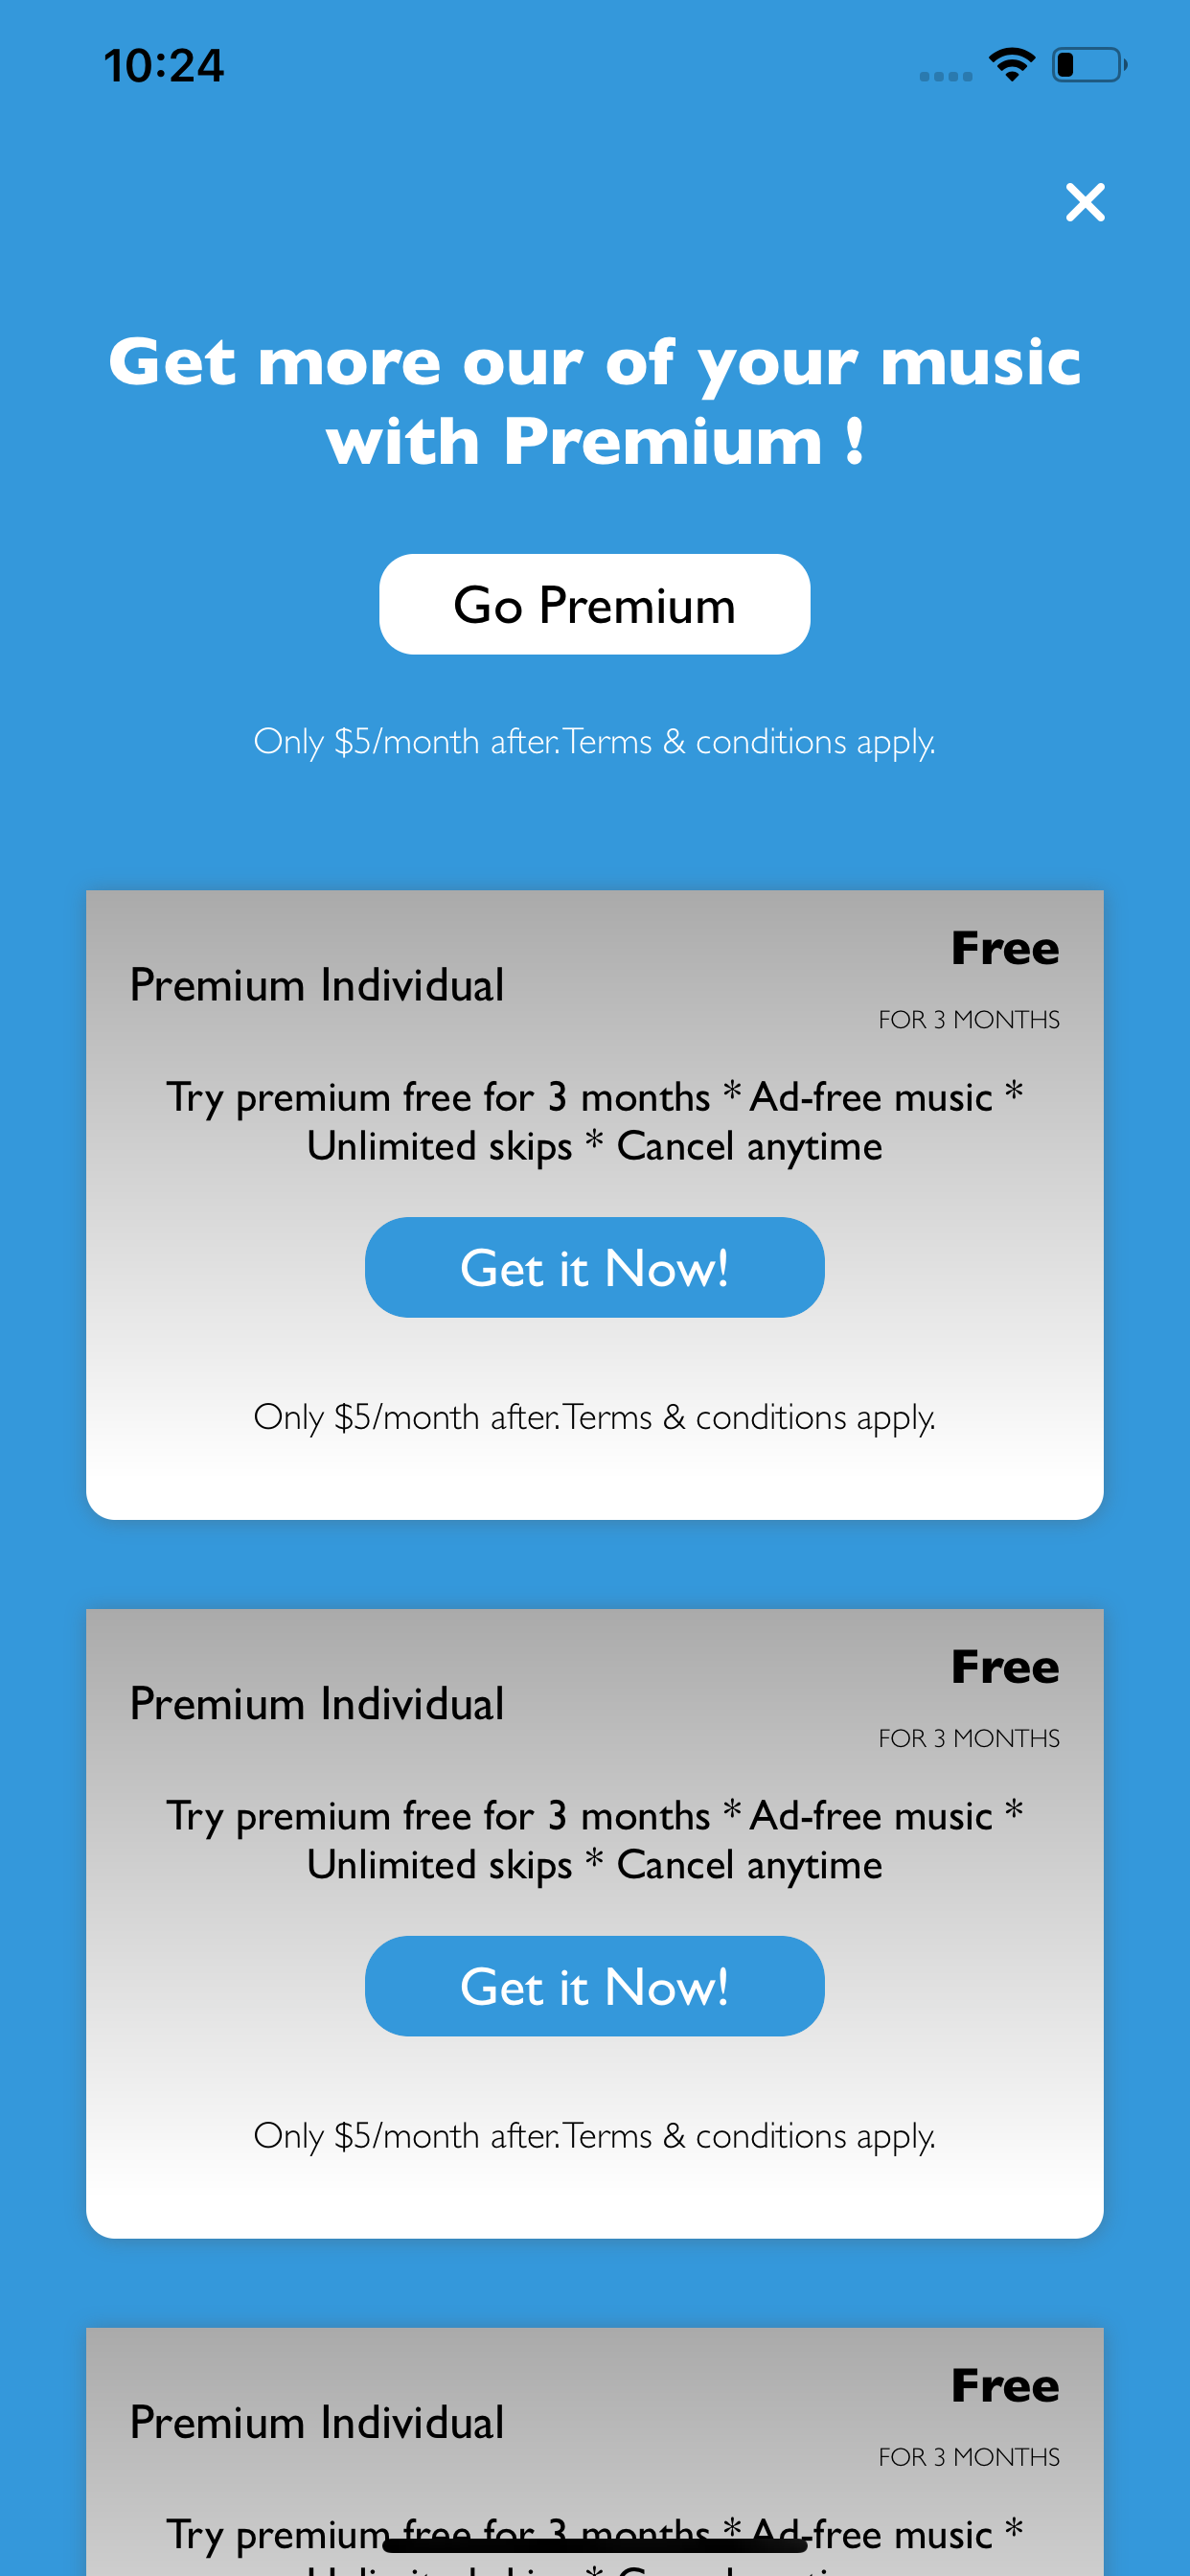 10:24
Get more our of your music
with Premium !
Go Premium
Only $5/month after. Terms & conditions apply.
Premium Individual
Free
FOR 3 MONTHS
Try premium free for 3 months * Ad-free music *
Unlimited skips * Cancel anytime
Get it Now!
Only $5/month after. Terms & conditions apply.
Premium Individual
Free
FOR 3 MONTHS
Try premium free for 3 months * Ad-free music *
Unlimited skips * Cancel anytime
Get it Now!
Only $5/month after. Terms & conditions apply.
Premium Individual
Free
FOR 3 MONTHS
Try premium free for 3 months * Ad-free music *